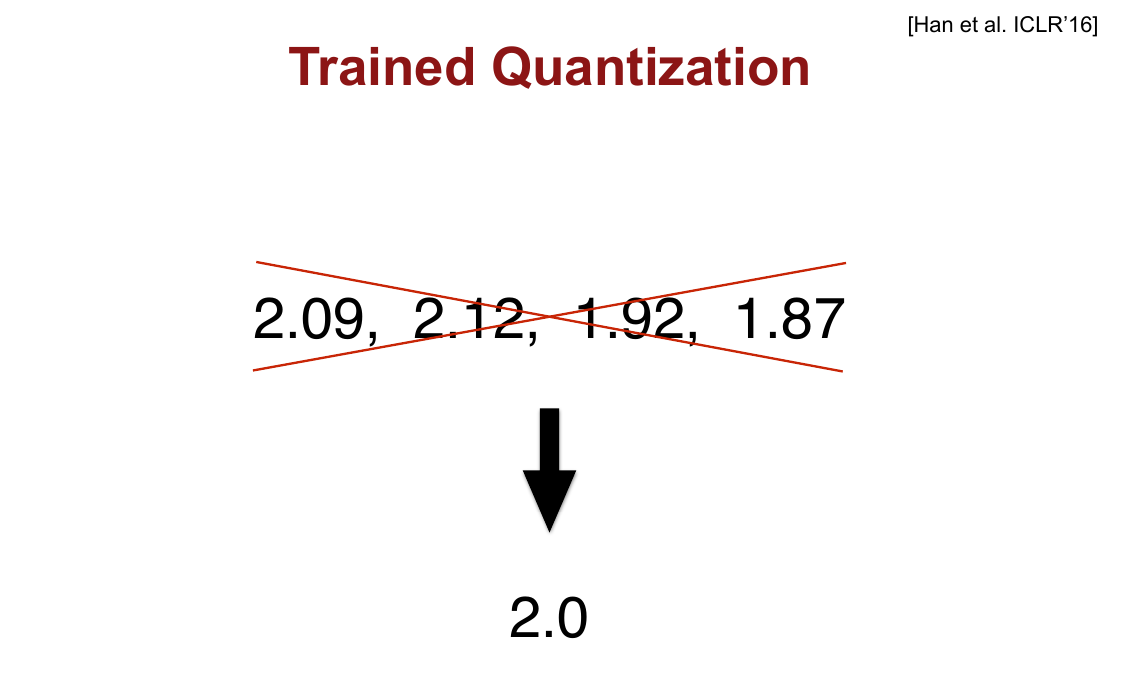 [Han et al. ICLR’16]
Trained Quantization
2.09, 2.12, 1.92, 1.87
2.0